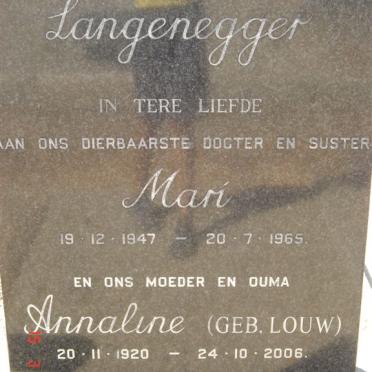 Langenegger
IN TERE LIEFDE
AAN ONS DIERBAARSTE DOGTER EN SUSTER
Mari
19·12·1947 — 20·7·1965.
EN ONS MOEDER EN OUMA
Annaline (GEB. LOUW)
20·11·1920 — 24·10·2006.